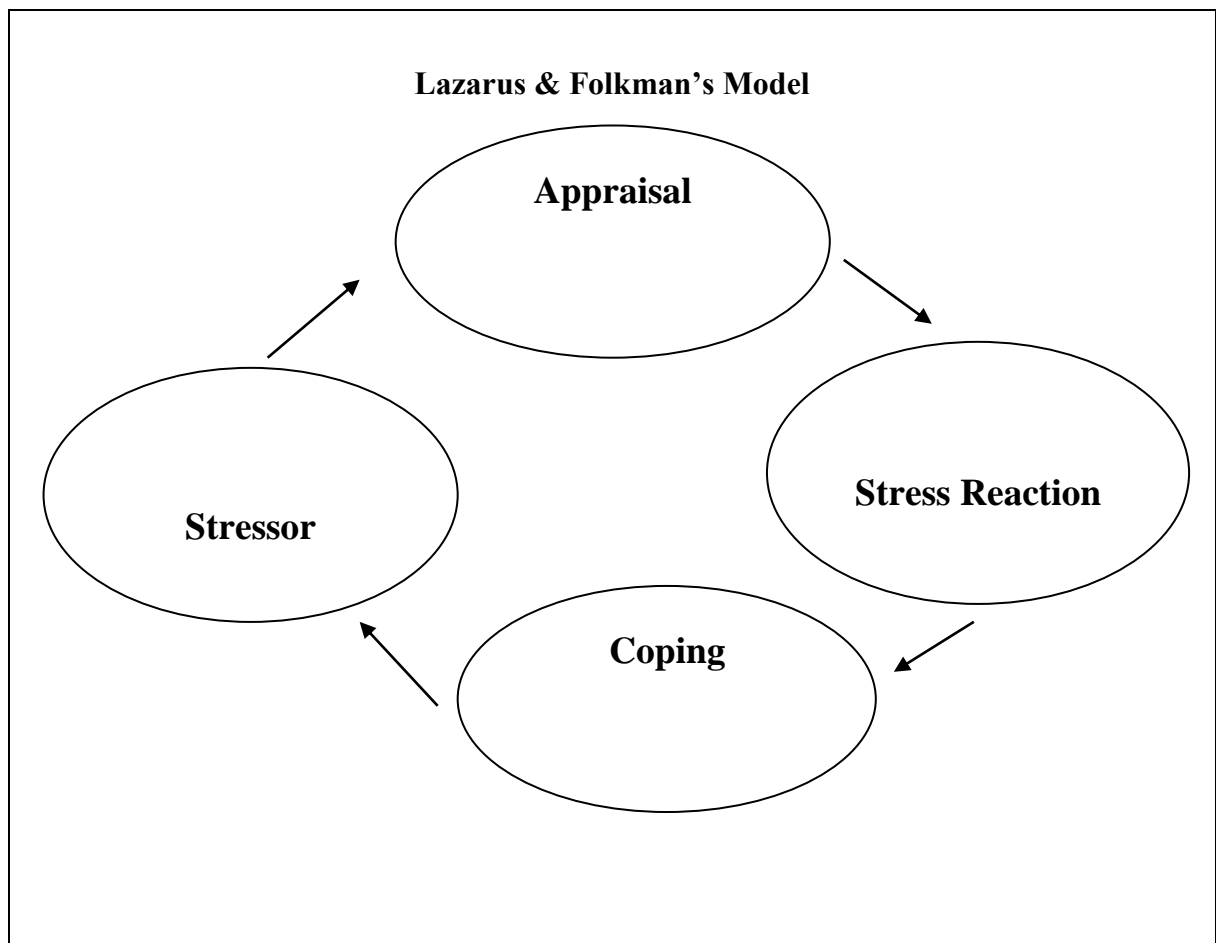 Lazarus & Folkman’s Model
Appraisal
Stress Reaction
Stressor
Coping